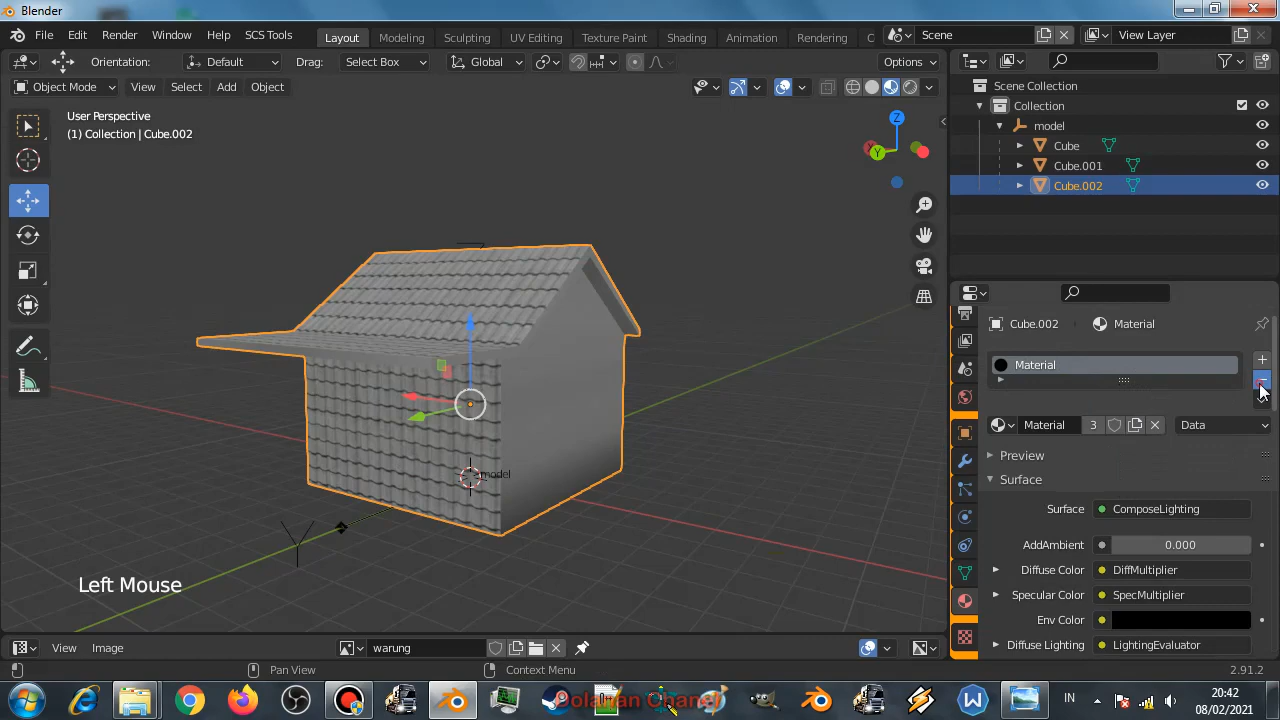 Blender
File Edit Render Window Help SCS Tools Layout Modeling Sculpting UV Editing Texture Paint Shading Animation Rendering C Scene View Layer
Orientation: Default Drag: Select Box Global Options
Object Mode View Select Add Object
User Perspective
(1) Collection | Cube.002
Z
Y
model
Left Mouse
View Image warung
Scene Collection
Collection
model
Cube
Cube.001
Cube.002
Cube.002 Material
Material
Material 3 Data
Preview
Surface
Surface ComposeLighting
AddAmbient 0.000
Diffuse Color DiffMultiplier
Specular Color SpecMultiplier
Env Color
Diffuse Lighting LightingEvaluator
Pan View Context Menu 2.91.2
Dolanan Chanel
IN
20:42
08/02/2021